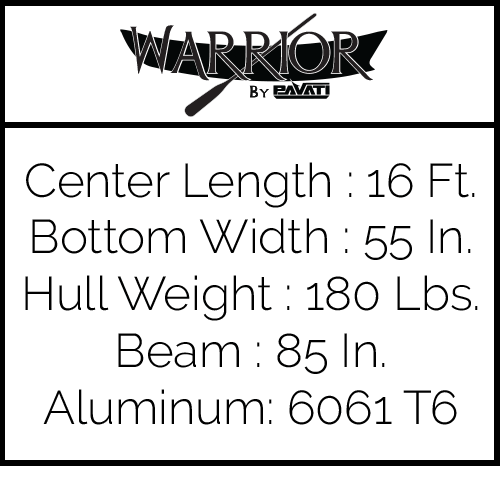 WARRIOR
BY PAVATI
Center Length : 16 Ft.
Bottom Width : 55 In.
Hull Weight : 180 Lbs.
Beam : 85 In.
Aluminum: 6061 T6